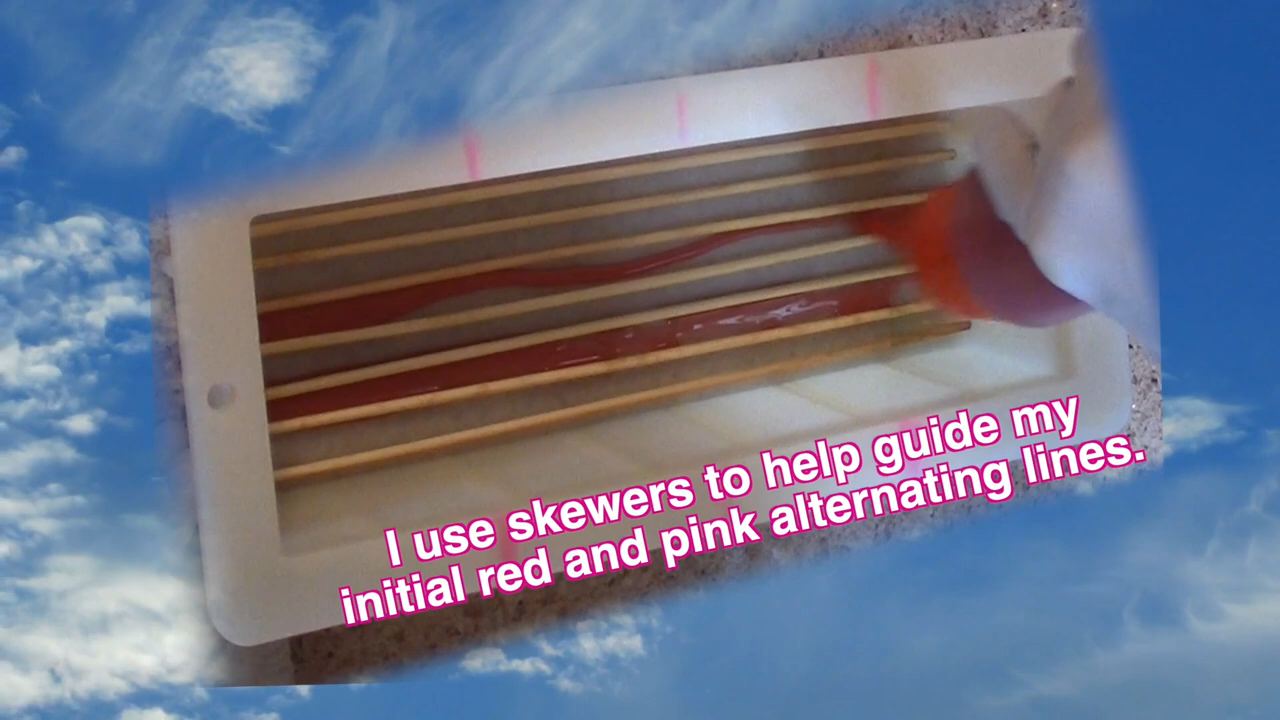 I use skewers to help guide my
initial red and pink alternating lines.